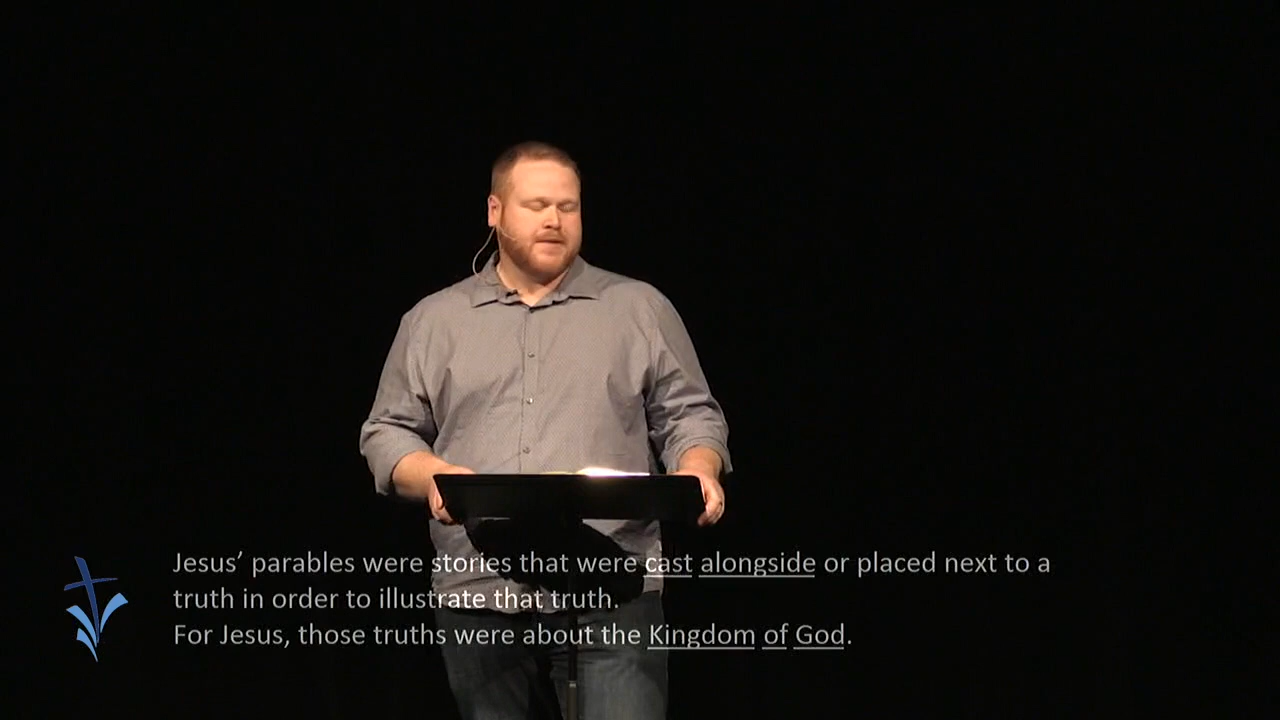 Jesus’ parables were stories that were cast alongside or placed next to a
truth in order to illustrate that truth.
For Jesus, those truths were about the Kingdom of God.